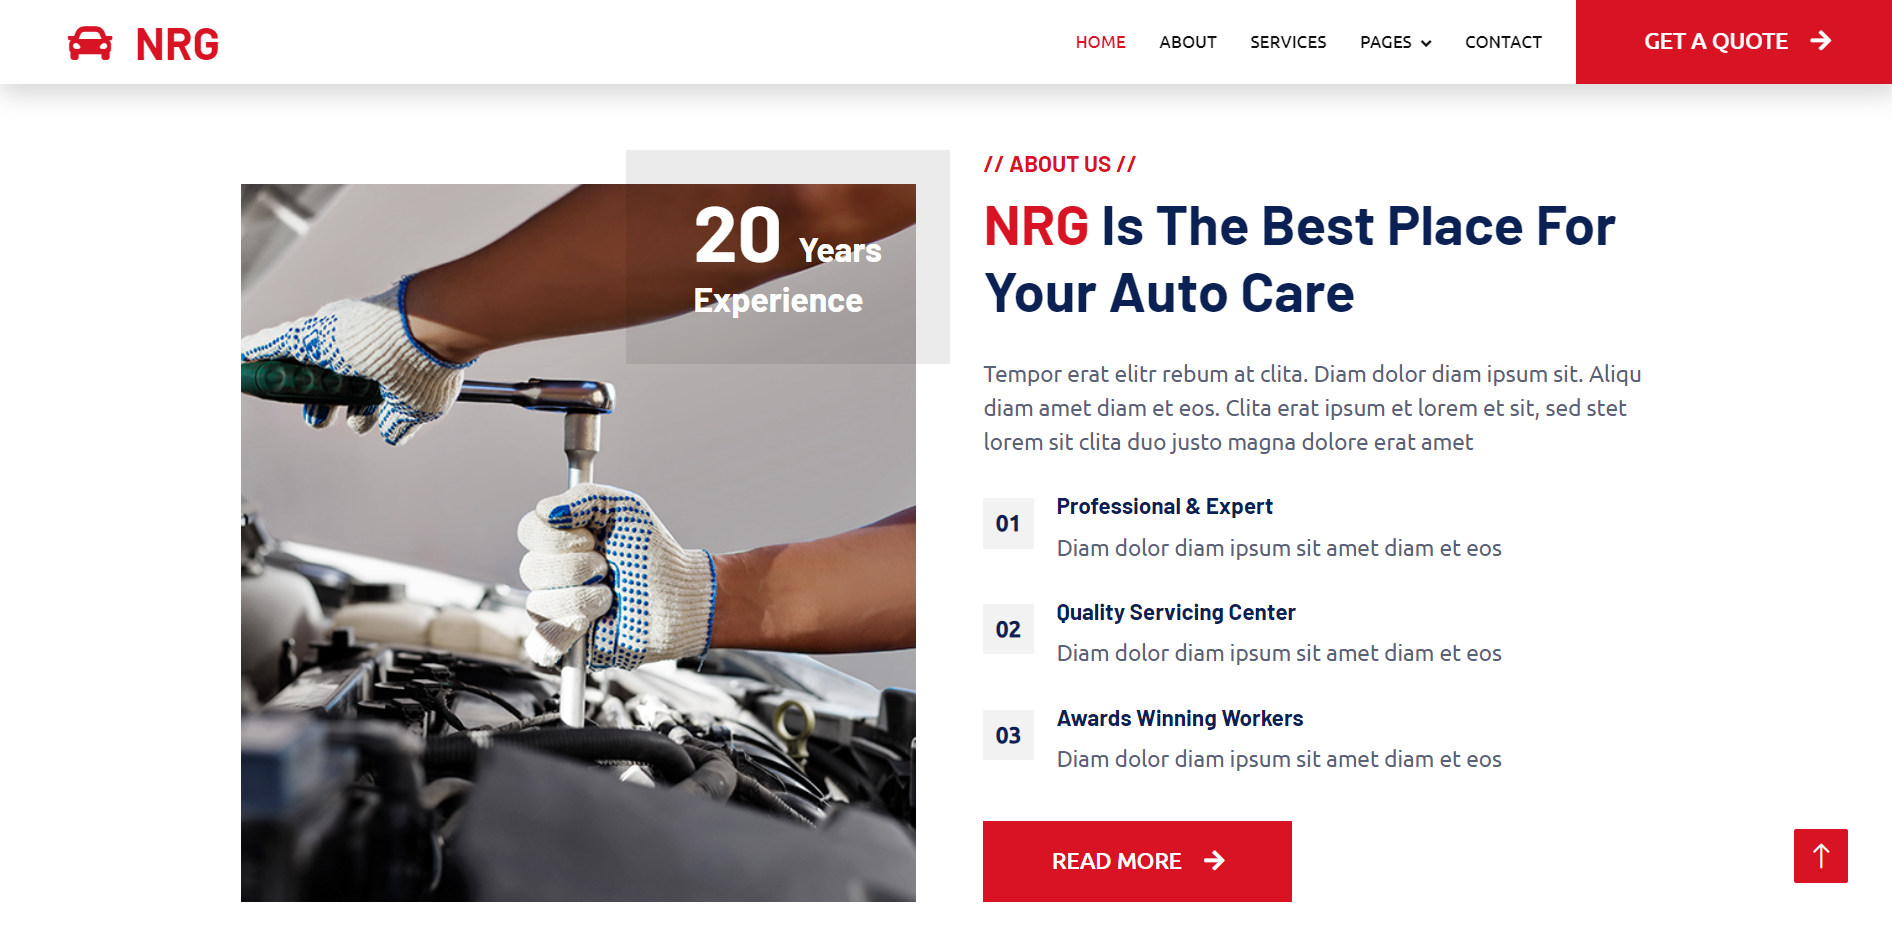 NRG
HOME ABOUT SERVICES PAGES CONTACT
GET A QUOTE
20 Years
Experience
// ABOUT US //
NRG Is The Best Place For
Your Auto Care
Tempor erat elitr rebum at clita. Diam dolor diam ipsum sit. Aliqu
diam amet diam et eos. Clita erat ipsum et lorem et sit, sed stet
lorem sit clita duo justo magna dolore erat amet
01
Professional & Expert
Diam dolor diam ipsum sit amet diam et eos
02
Quality Servicing Center
Diam dolor diam ipsum sit amet diam et eos
03
Awards Winning Workers
Diam dolor diam ipsum sit amet diam et eos
READ MORE